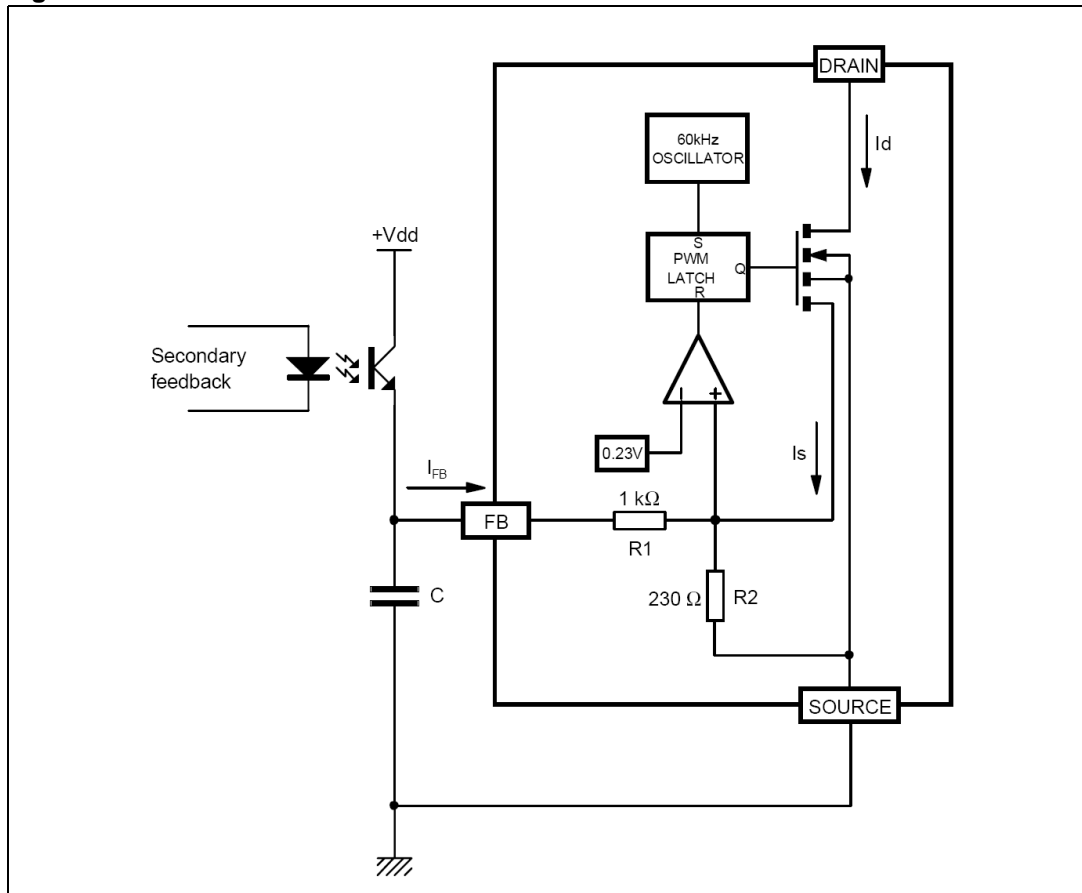 DRAIN
60kHz
OSCILLATOR
Id
+Vdd
S
PWM
LATCH
Q
R
Secondary
feedback
0.23V
Is
I_FB
1 kΩ
FB
R1
C
230 Ω
R2
SOURCE